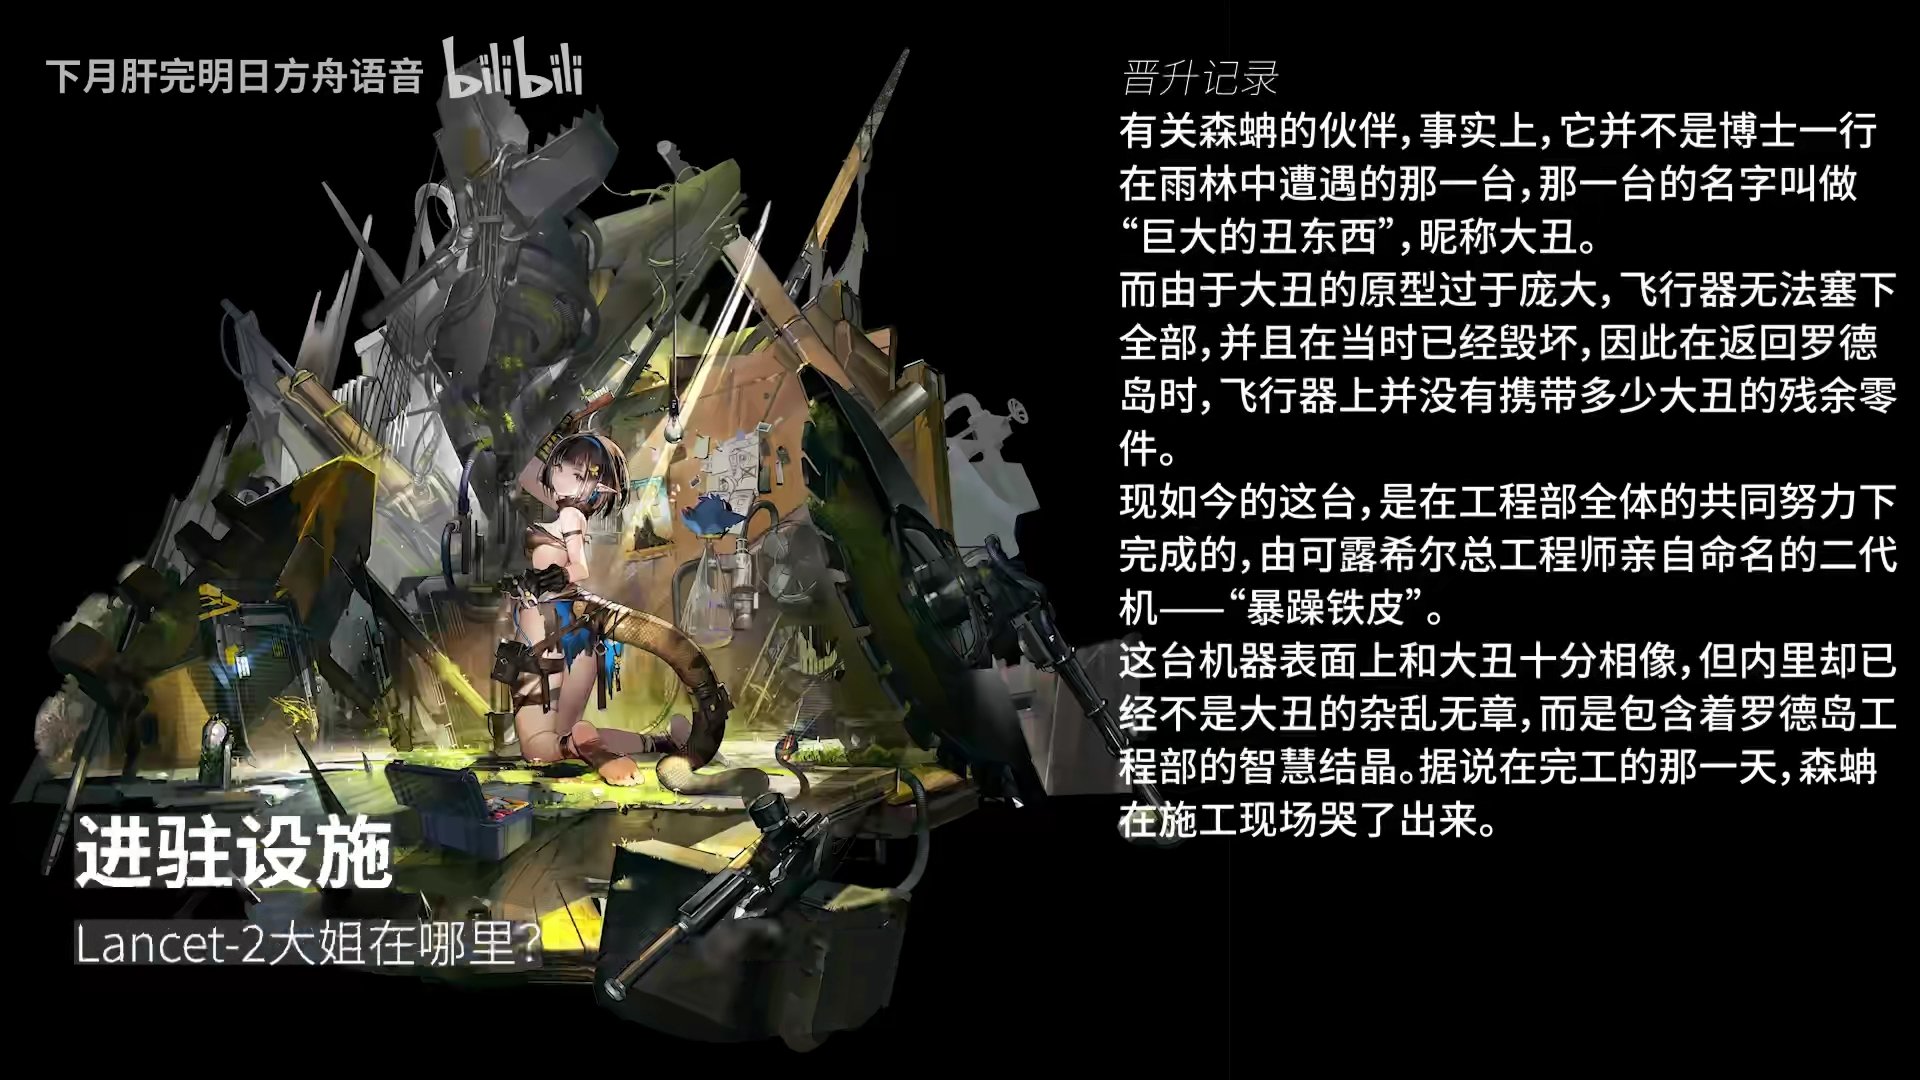 下月肝完明日方舟语音 bilibili
晋升记录
有关森蚺的伙伴，事实上，它并不是博士一行
在雨林中遭遇的那一台，那一台的名字叫做
“巨大的丑东西”，昵称大丑。
而由于大丑的原型过于庞大，飞行器无法塞下
全部，并且在当时已经毁坏，因此在返回罗德
岛时，飞行器上并没有携带多少大丑的残余零
件。
现如今的这台，是在工程部全体的共同努力下
完成的，由可露希尔总工程师亲自命名的二代
机——“暴躁铁皮”。
这台机器表面上和大丑十分相像，但内里却已
经不是大丑的杂乱无章，而是包含着罗德岛工
程部的智慧结晶。据说在完工的那一天，森蚺
在施工现场哭了出来。
进驻设施
Lancet-2大姐在哪里？